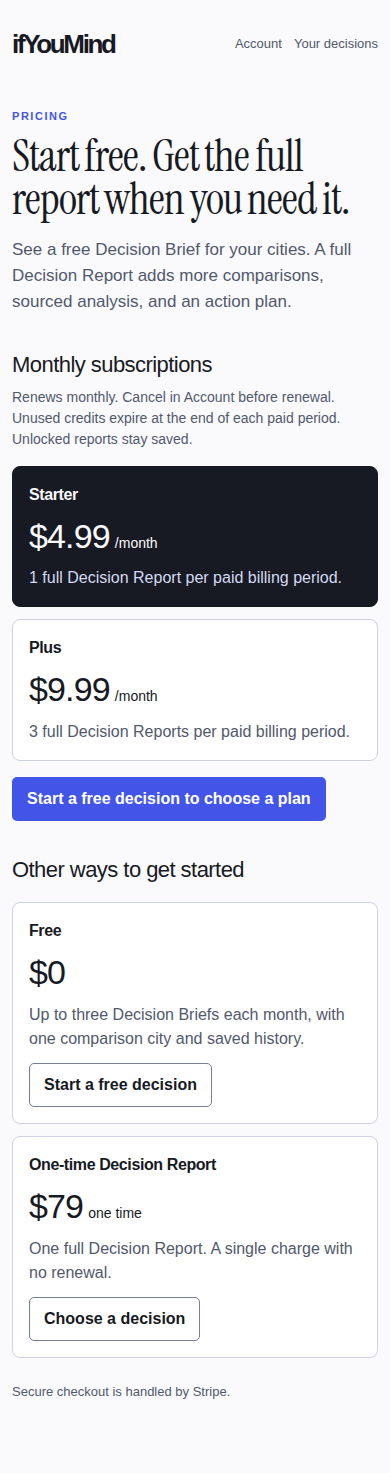 ifYouMind
Account Your decisions
PRICING
Start free. Get the full
report when you need it.
See a free Decision Brief for your cities. A full
Decision Report adds more comparisons,
sourced analysis, and an action plan.
Monthly subscriptions
Renews monthly. Cancel in Account before renewal.
Unused credits expire at the end of each paid period.
Unlocked reports stay saved.
Starter
$4.99 /month
1 full Decision Report per paid billing period.
Plus
$9.99 /month
3 full Decision Reports per paid billing period.
Start a free decision to choose a plan
Other ways to get started
Free
$0
Up to three Decision Briefs each month, with
one comparison city and saved history.
Start a free decision
One-time Decision Report
$79 one time
One full Decision Report. A single charge with
no renewal.
Choose a decision
Secure checkout is handled by Stripe.